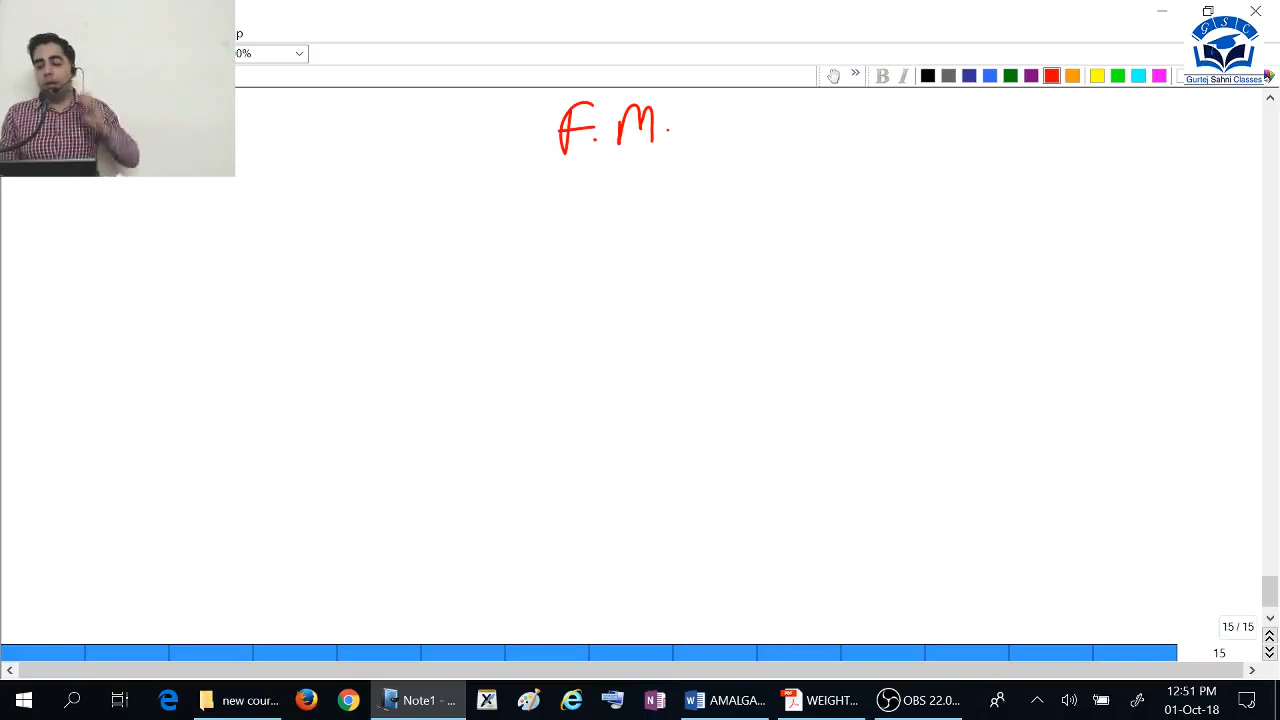 p
0%
» B I
G S C
Gurtej Sahni Classes
F. M.
15 / 15
15
new cour...
Note1 - ...
AMALGA...
WEIGHT...
OBS 22.0...
12:51 PM
01-Oct-18